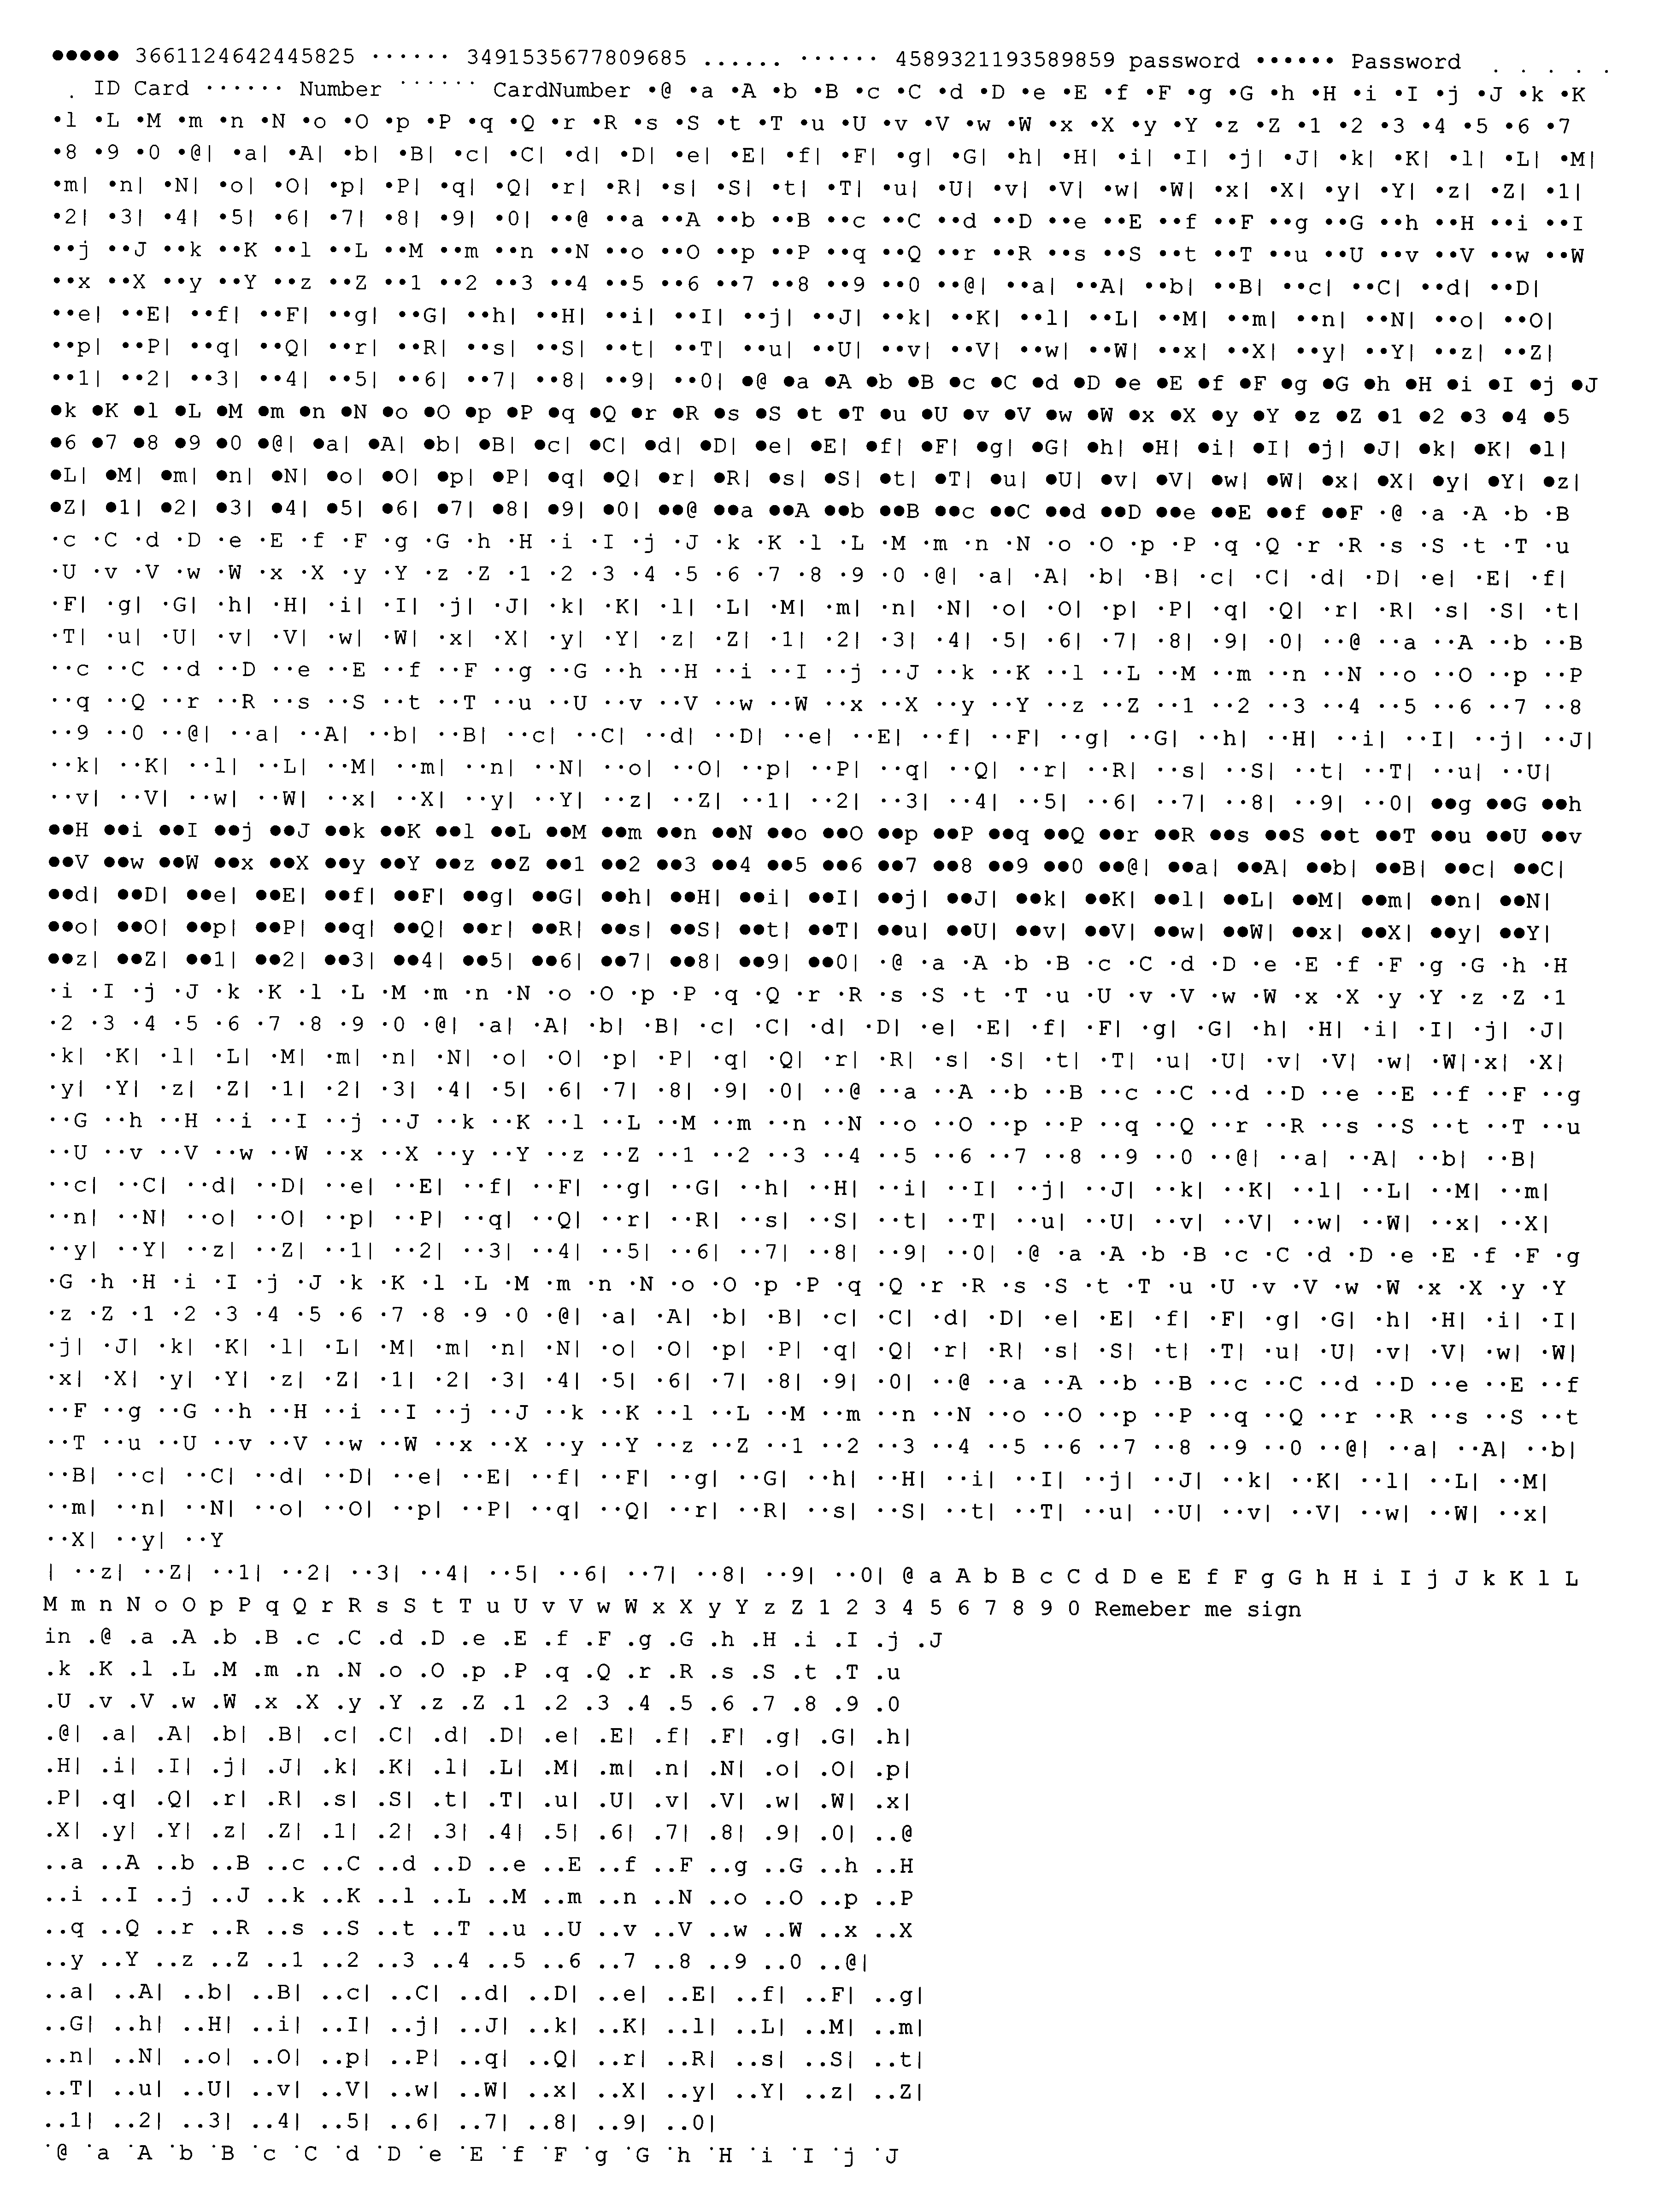 ●●●●● 3661124642445825 ······ 3491535677809685 ...... ······ 4589321193589859 password •••••• Password . . . . .
. ID Card ······ Number ˙˙˙˙˙˙ CardNumber •@ •a •A •b •B •c •C •d •D •e •E •f •F •g •G •h •H •i •I •j •J •k •K
•l •L •M •m •n •N •o •O •p •P •q •Q •r •R •s •S •t •T •u •U •v •V •w •W •x •X •y •Y •z •Z •1 •2 •3 •4 •5 •6 •7
•8 •9 •0 •@| •a| •A| •b| •B| •c| •C| •d| •D| •e| •E| •f| •F| •g| •G| •h| •H| •i| •I| •j| •J| •k| •K| •l| •L| •M|
•m| •n| •N| •o| •O| •p| •P| •q| •Q| •r| •R| •s| •S| •t| •T| •u| •U| •v| •V| •w| •W| •x| •X| •y| •Y| •z| •Z| •1|
•2| •3| •4| •5| •6| •7| •8| •9| •0| ••@ ••a ••A ••b ••B ••c ••C ••d ••D ••e ••E ••f ••F ••g ••G ••h ••H ••i ••I
••j ••J ••k ••K ••l ••L ••M ••m ••n ••N ••o ••O ••p ••P ••q ••Q ••r ••R ••s ••S ••t ••T ••u ••U ••v ••V ••w ••W
••x ••X ••y ••Y ••z ••Z ••1 ••2 ••3 ••4 ••5 ••6 ••7 ••8 ••9 ••0 ••@| ••a| ••A| ••b| ••B| ••c| ••C| ••d| ••D|
••e| ••E| ••f| ••F| ••g| ••G| ••h| ••H| ••i| ••I| ••j| ••J| ••k| ••K| ••l| ••L| ••M| ••m| ••n| ••N| ••o| ••O|
••p| ••P| ••q| ••Q| ••r| ••R| ••s| ••S| ••t| ••T| ••u| ••U| ••v| ••V| ••w| ••W| ••x| ••X| ••y| ••Y| ••z| ••Z|
••1| ••2| ••3| ••4| ••5| ••6| ••7| ••8| ••9| ••0| ●@ ●a ●A ●b ●B ●c ●C ●d ●D ●e ●E ●f ●F ●g ●G ●h ●H ●i ●I ●j ●J
●k ●K ●l ●L ●M ●m ●n ●N ●o ●O ●p ●P ●q ●Q ●r ●R ●s ●S ●t ●T ●u ●U ●v ●V ●w ●W ●x ●X ●y ●Y ●z ●Z ●1 ●2 ●3 ●4 ●5
●6 ●7 ●8 ●9 ●0 ●@| ●a| ●A| ●b| ●B| ●c| ●C| ●d| ●D| ●e| ●E| ●f| ●F| ●g| ●G| ●h| ●H| ●i| ●I| ●j| ●J| ●k| ●K| ●l|
●L| ●M| ●m| ●n| ●N| ●o| ●O| ●p| ●P| ●q| ●Q| ●r| ●R| ●s| ●S| ●t| ●T| ●u| ●U| ●v| ●V| ●w| ●W| ●x| ●X| ●y| ●Y| ●z|
●Z| ●1| ●2| ●3| ●4| ●5| ●6| ●7| ●8| ●9| ●0| ●●@ ●●a ●●A ●●b ●●B ●●c ●●C ●●d ●●D ●●e ●●E ●●f ●●F ·@ ·a ·A ·b ·B
·c ·C ·d ·D ·e ·E ·f ·F ·g ·G ·h ·H ·i ·I ·j ·J ·k ·K ·l ·L ·M ·m ·n ·N ·o ·O ·p ·P ·q ·Q ·r ·R ·s ·S ·t ·T ·u
·U ·v ·V ·w ·W ·x ·X ·y ·Y ·z ·Z ·1 ·2 ·3 ·4 ·5 ·6 ·7 ·8 ·9 ·0 ·@| ·a| ·A| ·b| ·B| ·c| ·C| ·d| ·D| ·e| ·E| ·f|
·F| ·g| ·G| ·h| ·H| ·i| ·I| ·j| ·J| ·k| ·K| ·l| ·L| ·M| ·m| ·n| ·N| ·o| ·O| ·p| ·P| ·q| ·Q| ·r| ·R| ·s| ·S| ·t|
·T| ·u| ·U| ·v| ·V| ·w| ·W| ·x| ·X| ·y| ·Y| ·z| ·Z| ·1| ·2| ·3| ·4| ·5| ·6| ·7| ·8| ·9| ·0| ··@ ··a ··A ··b ··B
··c ··C ··d ··D ··e ··E ··f ··F ··g ··G ··h ··H ··i ··I ··j ··J ··k ··K ··l ··L ··M ··m ··n ··N ··o ··O ··p ··P
··q ··Q ··r ··R ··s ··S ··t ··T ··u ··U ··v ··V ··w ··W ··x ··X ··y ··Y ··z ··Z ··1 ··2 ··3 ··4 ··5 ··6 ··7 ··8
··9 ··0 ··@| ··a| ··A| ··b| ··B| ··c| ··C| ··d| ··D| ··e| ··E| ··f| ··F| ··g| ··G| ··h| ··H| ··i| ··I| ··j| ··J|
··k| ··K| ··l| ··L| ··M| ··m| ··n| ··N| ··o| ··O| ··p| ··P| ··q| ··Q| ··r| ··R| ··s| ··S| ··t| ··T| ··u| ··U|
··v| ··V| ··w| ··W| ··x| ··X| ··y| ··Y| ··z| ··Z| ··1| ··2| ··3| ··4| ··5| ··6| ··7| ··8| ··9| ··0| ●●g ●●G ●●h
●●H ●●i ●●I ●●j ●●J ●●k ●●K ●●l ●●L ●●M ●●m ●●n ●●N ●●o ●●O ●●p ●●P ●●q ●●Q ●●r ●●R ●●s ●●S ●●t ●●T ●●u ●●U ●●v
●●V ●●w ●●W ●●x ●●X ●●y ●●Y ●●z ●●Z ●●1 ●●2 ●●3 ●●4 ●●5 ●●6 ●●7 ●●8 ●●9 ●●0 ●●@| ●●a| ●●A| ●●b| ●●B| ●●c| ●●C|
●●d| ●●D| ●●e| ●●E| ●●f| ●●F| ●●g| ●●G| ●●h| ●●H| ●●i| ●●I| ●●j| ●●J| ●●k| ●●K| ●●l| ●●L| ●●M| ●●m| ●●n| ●●N|
●●o| ●●O| ●●p| ●●P| ●●q| ●●Q| ●●r| ●●R| ●●s| ●●S| ●●t| ●●T| ●●u| ●●U| ●●v| ●●V| ●●w| ●●W| ●●x| ●●X| ●●y| ●●Y|
●●z| ●●Z| ●●1| ●●2| ●●3| ●●4| ●●5| ●●6| ●●7| ●●8| ●●9| ●●0| ·@ ·a ·A ·b ·B ·c ·C ·d ·D ·e ·E ·f ·F ·g ·G ·h ·H
·i ·I ·j ·J ·k ·K ·l ·L ·M ·m ·n ·N ·o ·O ·p ·P ·q ·Q ·r ·R ·s ·S ·t ·T ·u ·U ·v ·V ·w ·W ·x ·X ·y ·Y ·z ·Z ·1
·2 ·3 ·4 ·5 ·6 ·7 ·8 ·9 ·0 ·@| ·a| ·A| ·b| ·B| ·c| ·C| ·d| ·D| ·e| ·E| ·f| ·F| ·g| ·G| ·h| ·H| ·i| ·I| ·j| ·J|
·k| ·K| ·l| ·L| ·M| ·m| ·n| ·N| ·o| ·O| ·p| ·P| ·q| ·Q| ·r| ·R| ·s| ·S| ·t| ·T| ·u| ·U| ·v| ·V| ·w| ·W|·x| ·X|
·y| ·Y| ·z| ·Z| ·1| ·2| ·3| ·4| ·5| ·6| ·7| ·8| ·9| ·0| ··@ ··a ··A ··b ··B ··c ··C ··d ··D ··e ··E ··f ··F ··g
··G ··h ··H ··i ··I ··j ··J ··k ··K ··l ··L ··M ··m ··n ··N ··o ··O ··p ··P ··q ··Q ··r ··R ··s ··S ··t ··T ··u
··U ··v ··V ··w ··W ··x ··X ··y ··Y ··z ··Z ··1 ··2 ··3 ··4 ··5 ··6 ··7 ··8 ··9 ··0 ··@| ··a| ··A| ··b| ··B|
··c| ··C| ··d| ··D| ··e| ··E| ··f| ··F| ··g| ··G| ··h| ··H| ··i| ··I| ··j| ··J| ··k| ··K| ··l| ··L| ··M| ··m|
··n| ··N| ··o| ··O| ··p| ··P| ··q| ··Q| ··r| ··R| ··s| ··S| ··t| ··T| ··u| ··U| ··v| ··V| ··w| ··W| ··x| ··X|
··y| ··Y| ··z| ··Z| ··1| ··2| ··3| ··4| ··5| ··6| ··7| ··8| ··9| ··0| ·@ ·a ·A ·b ·B ·c ·C ·d ·D ·e ·E ·f ·F ·g
·G ·h ·H ·i ·I ·j ·J ·k ·K ·l ·L ·M ·m ·n ·N ·o ·O ·p ·P ·q ·Q ·r ·R ·s ·S ·t ·T ·u ·U ·v ·V ·w ·W ·x ·X ·y ·Y
·z ·Z ·1 ·2 ·3 ·4 ·5 ·6 ·7 ·8 ·9 ·0 ·@| ·a| ·A| ·b| ·B| ·c| ·C| ·d| ·D| ·e| ·E| ·f| ·F| ·g| ·G| ·h| ·H| ·i| ·I|
·j| ·J| ·k| ·K| ·l| ·L| ·M| ·m| ·n| ·N| ·o| ·O| ·p| ·P| ·q| ·Q| ·r| ·R| ·s| ·S| ·t| ·T| ·u| ·U| ·v| ·V| ·w| ·W|
·x| ·X| ·y| ·Y| ·z| ·Z| ·1| ·2| ·3| ·4| ·5| ·6| ·7| ·8| ·9| ·0| ··@ ··a ··A ··b ··B ··c ··C ··d ··D ··e ··E ··f
··F ··g ··G ··h ··H ··i ··I ··j ··J ··k ··K ··l ··L ··M ··m ··n ··N ··o ··O ··p ··P ··q ··Q ··r ··R ··s ··S ··t
··T ··u ··U ··v ··V ··w ··W ··x ··X ··y ··Y ··z ··Z ··1 ··2 ··3 ··4 ··5 ··6 ··7 ··8 ··9 ··0 ··@| ··a| ··A| ··b|
··B| ··c| ··C| ··d| ··D| ··e| ··E| ··f| ··F| ··g| ··G| ··h| ··H| ··i| ··I| ··j| ··J| ··k| ··K| ··l| ··L| ··M|
··m| ··n| ··N| ··o| ··O| ··p| ··P| ··q| ··Q| ··r| ··R| ··s| ··S| ··t| ··T| ··u| ··U| ··v| ··V| ··w| ··W| ··x|
··X| ··y| ··Y
| ··z| ··Z| ··1| ··2| ··3| ··4| ··5| ··6| ··7| ··8| ··9| ··0| @ a A b B c C d D e E f F g G h H i I j J k K l L
M m n N o O p P q Q r R s S t T u U v V w W x X y Y z Z 1 2 3 4 5 6 7 8 9 0 Remeber me sign
in .@ .a .A .b .B .c .C .d .D .e .E .f .F .g .G .h .H .i .I .j .J
.k .K .l .L .M .m .n .N .o .O .p .P .q .Q .r .R .s .S .t .T .u
.U .v .V .w .W .x .X .y .Y .z .Z .1 .2 .3 .4 .5 .6 .7 .8 .9 .0
.@| .a| .A| .b| .B| .c| .C| .d| .D| .e| .E| .f| .F| .g| .G| .h|
.H| .i| .I| .j| .J| .k| .K| .l| .L| .M| .m| .n| .N| .o| .O| .p|
.P| .q| .Q| .r| .R| .s| .S| .t| .T| .u| .U| .v| .V| .w| .W| .x|
.X| .y| .Y| .z| .Z| .1| .2| .3| .4| .5| .6| .7| .8| .9| .0| ..@
..a ..A ..b ..B ..c ..C ..d ..D ..e ..E ..f ..F ..g ..G ..h ..H
..i ..I ..j ..J ..k ..K ..l ..L ..M ..m ..n ..N ..o ..O ..p ..P
..q ..Q ..r ..R ..s ..S ..t ..T ..u ..U ..v ..V ..w ..W ..x ..X
..y ..Y ..z ..Z ..1 ..2 ..3 ..4 ..5 ..6 ..7 ..8 ..9 ..0 ..@|
..a| ..A| ..b| ..B| ..c| ..C| ..d| ..D| ..e| ..E| ..f| ..F| ..g|
..G| ..h| ..H| ..i| ..I| ..j| ..J| ..k| ..K| ..l| ..L| ..M| ..m|
..n| ..N| ..o| ..O| ..p| ..P| ..q| ..Q| ..r| ..R| ..s| ..S| ..t|
..T| ..u| ..U| ..v| ..V| ..w| ..W| ..x| ..X| ..y| ..Y| ..z| ..Z|
..1| ..2| ..3| ..4| ..5| ..6| ..7| ..8| ..9| ..0|
˙@ ˙a ˙A ˙b ˙B ˙c ˙C ˙d ˙D ˙e ˙E ˙f ˙F ˙g ˙G ˙h ˙H ˙i ˙I ˙j ˙J